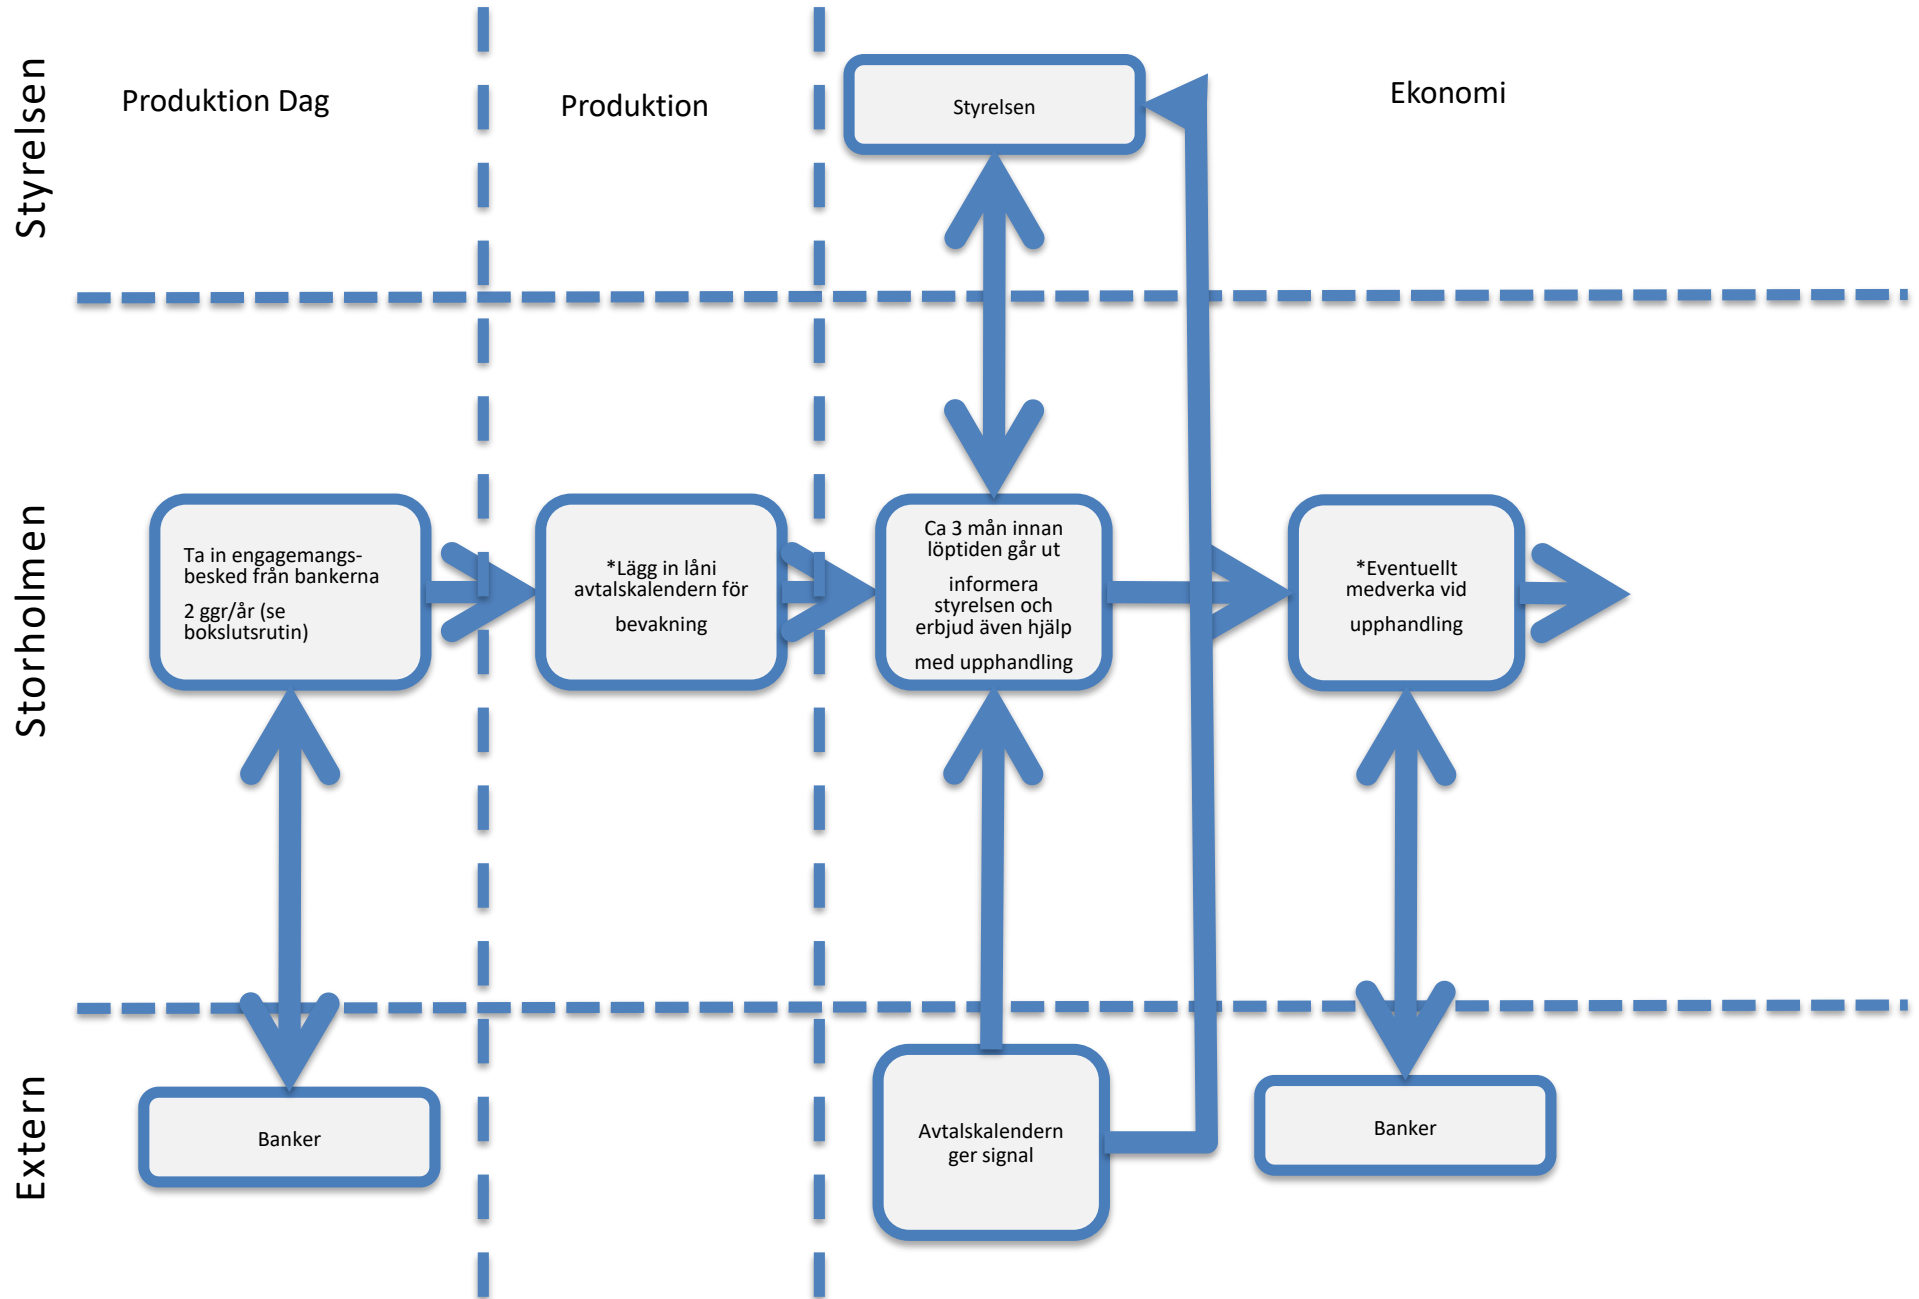 Styrelsen
Produktion Dag
Produktion
Styrelsen
Ekonomi
Storholmen
Ta in engagemangs-
besked från bankerna
2 ggr/år (se
bokslutsrutin)
*Lägg in låni
avtalskalendern för
bevakning
Ca 3 mån innan
löptiden går ut
informera
styrelsen och
erbjud även hjälp
med upphandling
*Eventuellt
medverka vid
upphandling
Extern
Banker
Avtalskalendern
ger signal
Banker